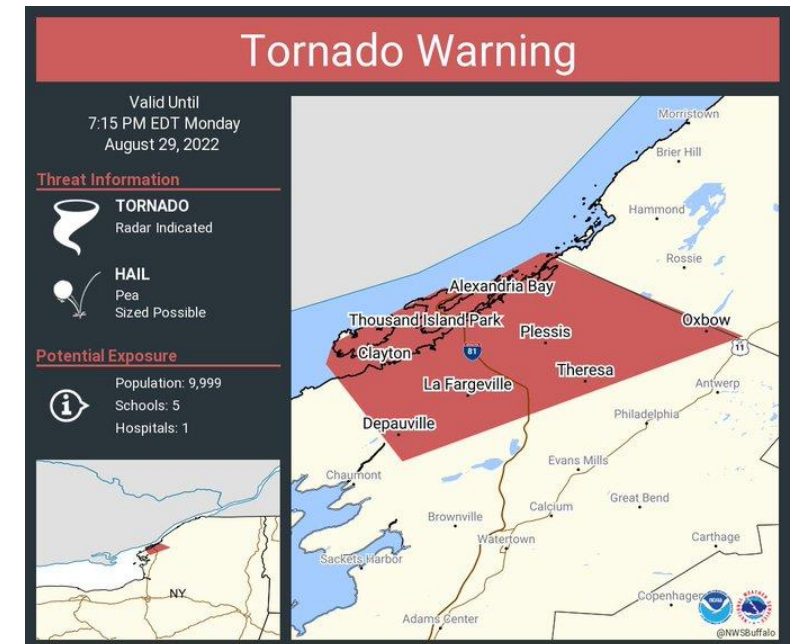 Tornado Warning
Valid Until
7:15 PM EDT Monday
August 29, 2022
Threat Information
TORNADO
Radar Indicated
HAIL
Pea
Sized Possible
Potential Exposure
Population: 9,999
Schools: 5
Hospitals: 1
NY
Morristown
Brier Hill
Hammond
Rossie
Alexandria Bay
Thousand Island Park
Oxbow
Plessis
Clayton
81
11
Theresa
La Fargeville
Antwerp
Depauville
Philadelphia
Evans Mills
Chaumont
Great Bend
Calcium
Brownville
Watertown
Carthage
Sackets Harbor
Copenhagen
Adams Center
@NWSBuffalo